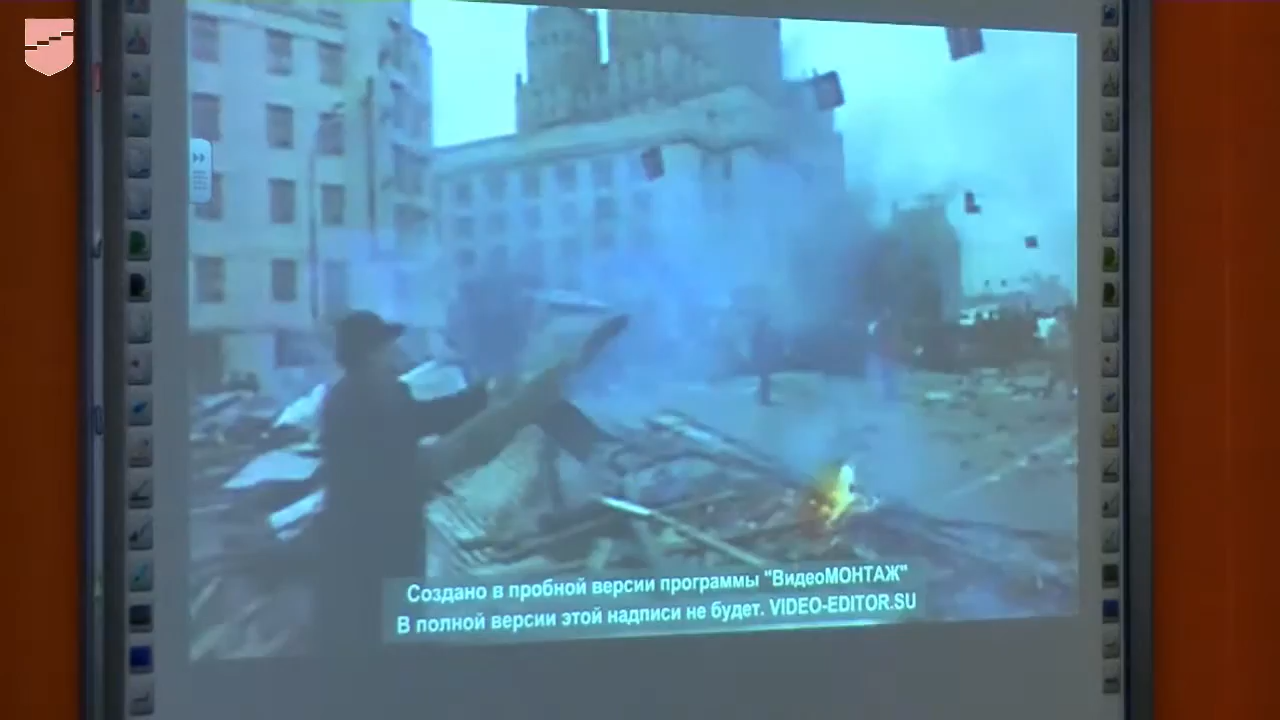 Создано в пробной версии программы "ВидеоМОНТАЖ"
В полной версии этой надписи не будет. VIDEO-EDITOR.SU